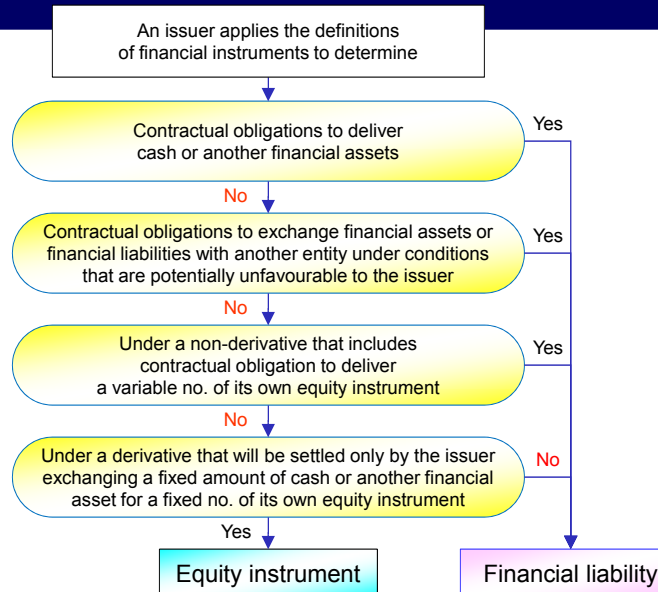 An issuer applies the definitions
of financial instruments to determine
Contractual obligations to deliver
cash or another financial assets
Yes
No
Contractual obligations to exchange financial assets or
financial liabilities with another entity under conditions
that are potentially unfavourable to the issuer
Yes
No
Under a non-derivative that includes
contractual obligation to deliver
a variable no. of its own equity instrument
Yes
No
Under a derivative that will be settled only by the issuer
exchanging a fixed amount of cash or another financial
asset for a fixed no. of its own equity instrument
No
Yes
Equity instrument
Financial liability